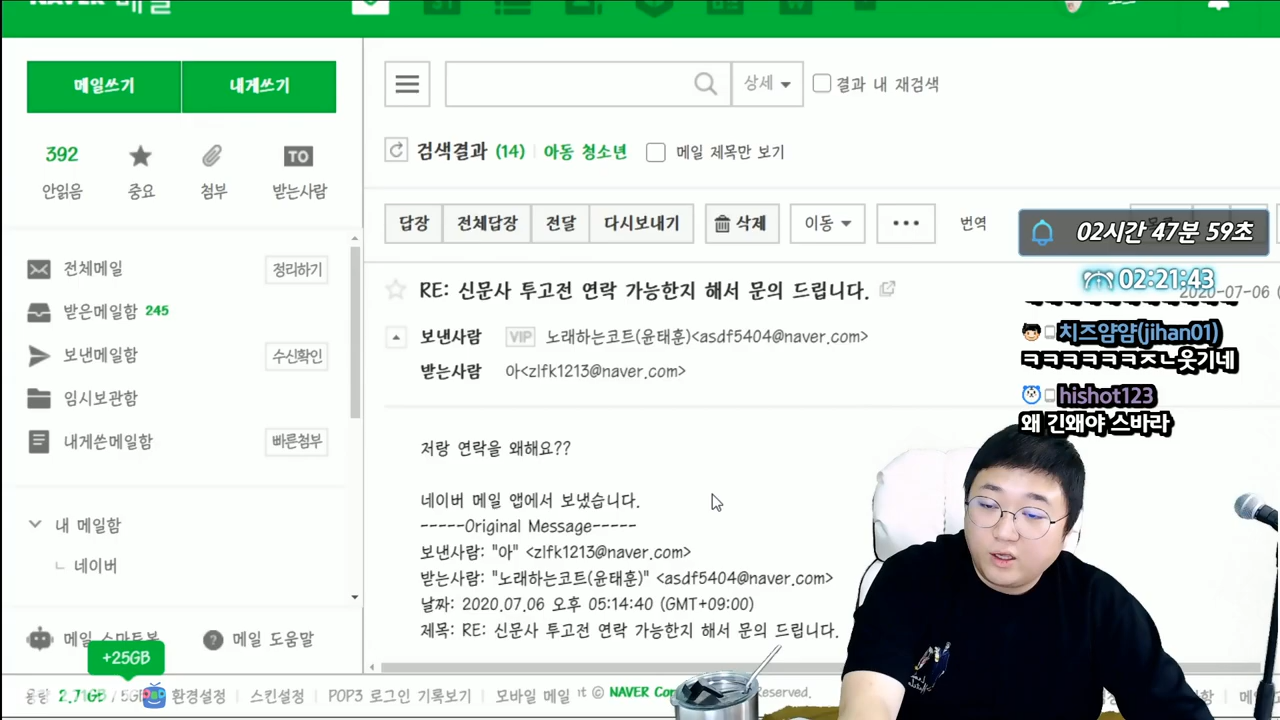 NAVER 메일
메일쓰기
내게쓰기
상세
결과 내 재검색
392
안읽음
중요
첨부
TO
받는사람
검색결과 (14)
아동 청소년
메일 제목만 보기
답장
전체답장
전달
다시보내기
삭제
이동
번역
02시간 47분 59초
02:21:43
전체메일
정리하기
받은메일함 245
보낸메일함
수신확인
임시보관함
내게쓴메일함
빠른첨부
내 메일함
네이버
RE: 신문사 투고전 연락 가능한지 해서 문의 드립니다.
2020-07-06
보낸사람 VIP 노래하는코트(윤태훈)<asdf5404@naver.com>
받는사람 아<zlfk1213@naver.com>
치즈얌얌(jihan01)
ㅋㅋㅋㅋㅋㅋㅈㄴ웃기네
hishot123
왜 긴왜야 스바라
저랑 연락을 왜해요??
네이버 메일 앱에서 보냈습니다.
-----Original Message-----
보낸사람: "아" <zlfk1213@naver.com>
받는사람: "노래하는코트(윤태훈)" <asdf5404@naver.com>
날짜: 2020.07.06 오후 05:14:40 (GMT+09:00)
제목: RE: 신문사 투고전 연락 가능한지 해서 문의 드립니다.
메일 스마트봇
메일 도움말
+25GB
용량 2.71GB / 5GB
환경설정
스킨설정
POP3 로그인 기록보기
모바일 메일
© NAVER
Reserved.